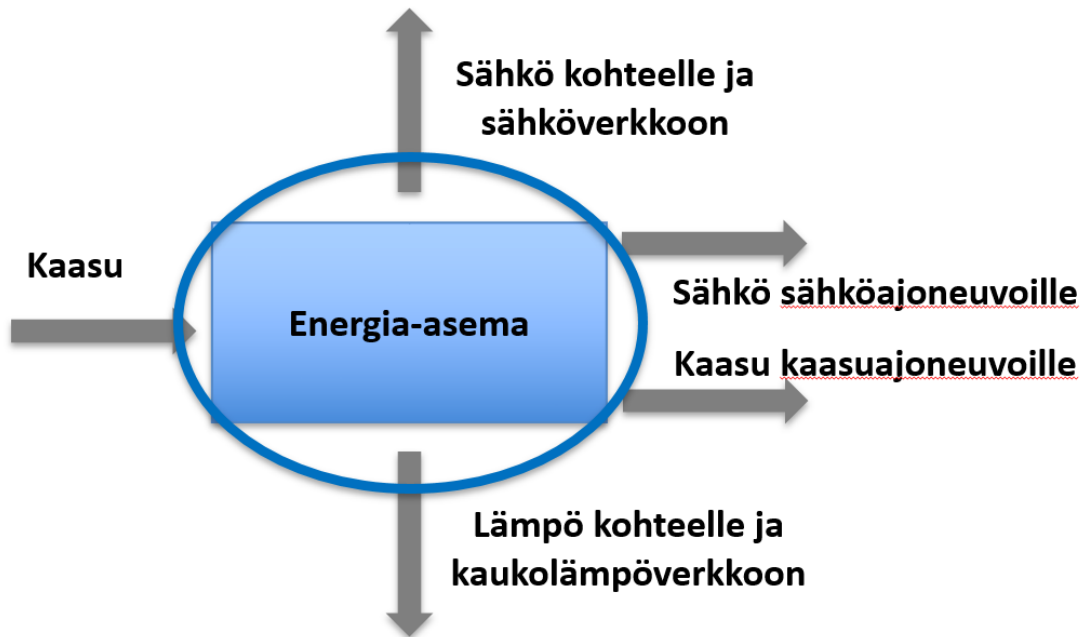 Sähkö kohteelle ja
sähköverkkoon
Kaasu
Energia-asema
Sähkö sähköajoneuvoille
Kaasu kaasuajoneuvoille
Lämpö kohteelle ja
kaukolämpöverkkoon